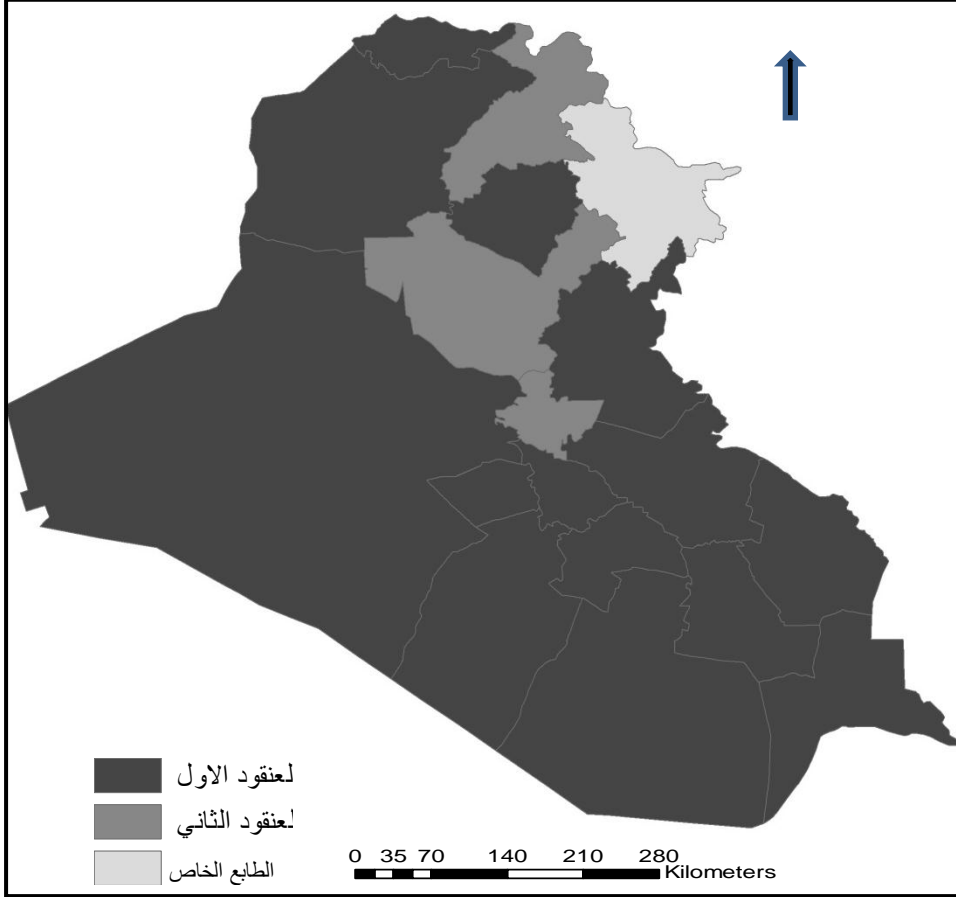 لعنقود الاول
لعنقود الثاني
الطابع الخاص
0 35 70 140 210 280
Kilometers